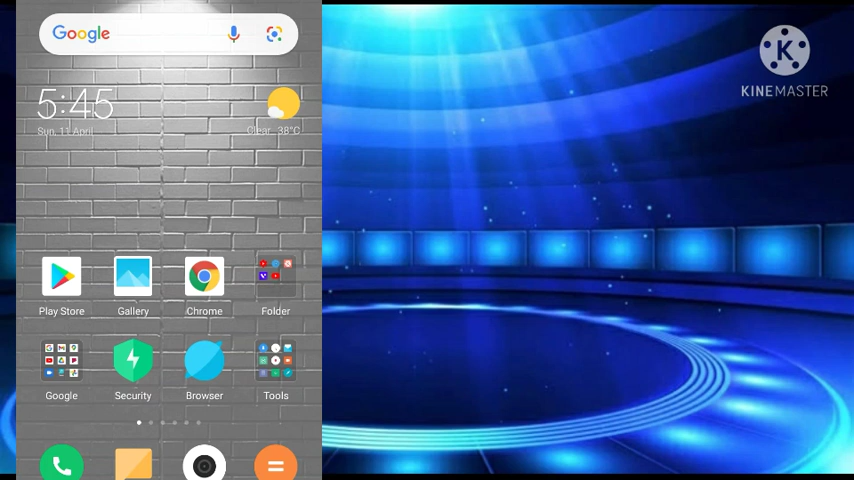 Google
KINEMASTER
5:45
Sun, 11 April
Clear 38°C
Play Store
Gallery
Chrome
Folder
Google
Security
Browser
Tools